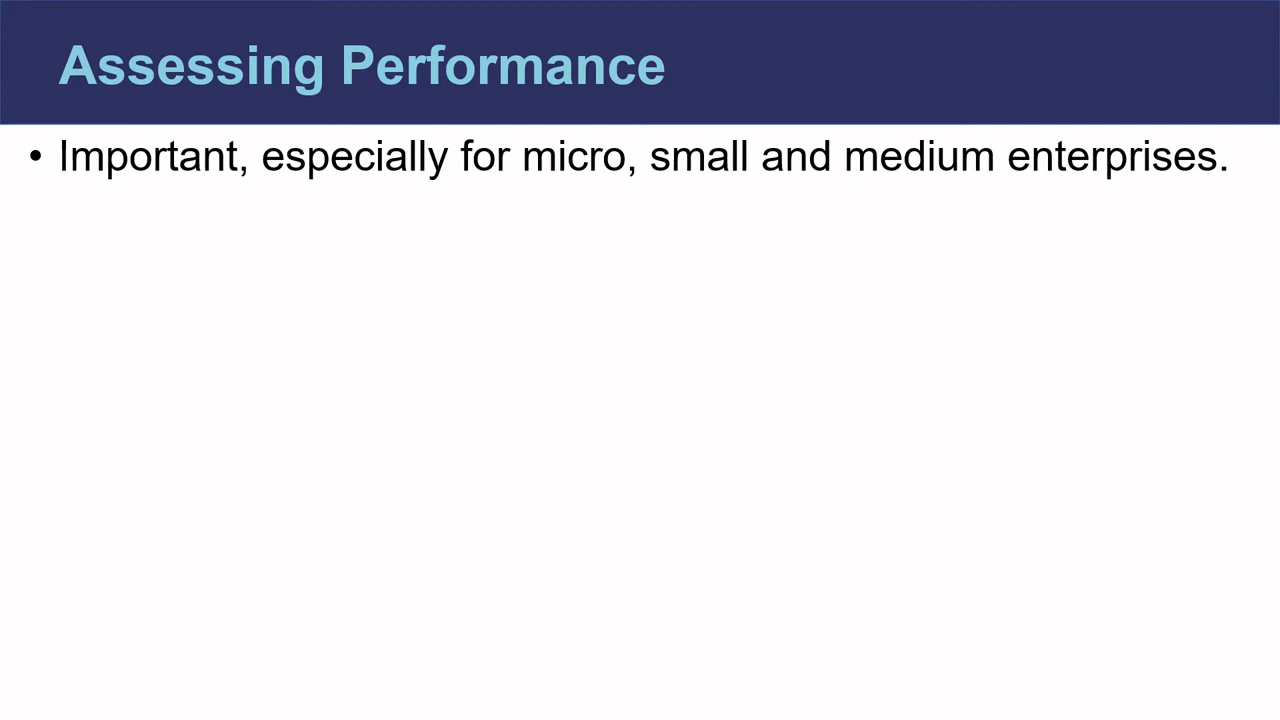 Assessing Performance
• Important, especially for micro, small and medium enterprises.